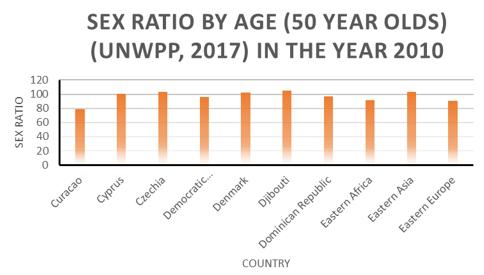 SEX RATIO BY AGE (50 YEAR OLDS)
(UNWPP, 2017) IN THE YEAR 2010
SEX RATIO
120
100
80
60
40
20
0
Curacao
Cyprus
Czechia
Democratic...
Denmark
Djibouti
Dominican Republic
Eastern Africa
Eastern Asia
Eastern Europe
COUNTRY